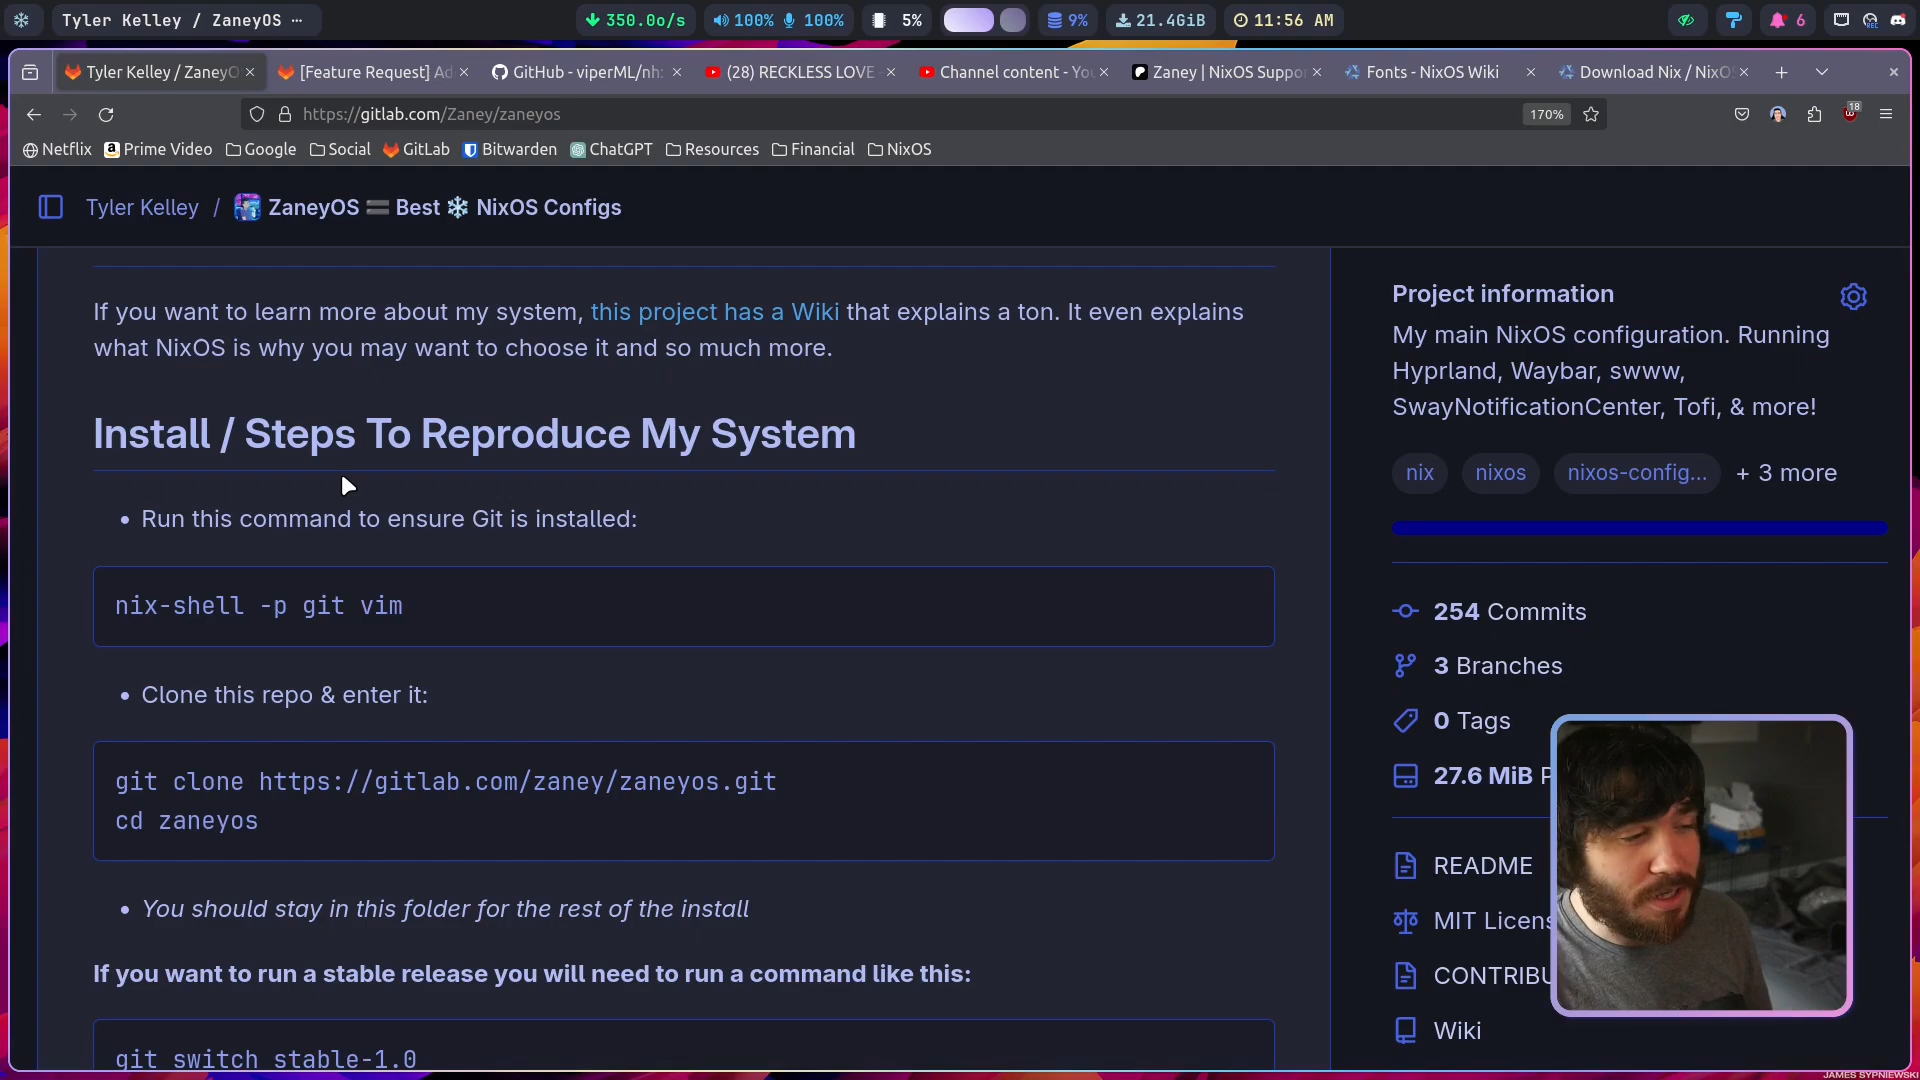 Tyler Kelley / ZaneyOS ⋯
350.0o/s
100% 100%
5%
9%
21.4GiB
11:56 AM
6
Tyler Kelley / ZaneyO
[Feature Request] Ad
GitHub - viperML/nh:
(28) RECKLESS LOVE -
Channel content - You
Zaney | NixOS Suppor
Fonts - NixOS Wiki
Download Nix / NixOS
https://gitlab.com/Zaney/zaneyos
170%
18
Netflix
Prime Video
Google
Social
GitLab
Bitwarden
ChatGPT
Resources
Financial
NixOS
Tyler Kelley / ZaneyOS = Best ❄ NixOS Configs
If you want to learn more about my system, this project has a Wiki that explains a ton. It even explains
what NixOS is why you may want to choose it and so much more.
Install / Steps To Reproduce My System
• Run this command to ensure Git is installed:
nix-shell -p git vim
• Clone this repo & enter it:
git clone https://gitlab.com/zaney/zaneyos.git
cd zaneyos
• You should stay in this folder for the rest of the install
If you want to run a stable release you will need to run a command like this:
git switch stable-1.0
Project information
My main NixOS configuration. Running
Hyprland, Waybar, swww,
SwayNotificationCenter, Tofi, & more!
nix
nixos
nixos-config...
+ 3 more
254 Commits
3 Branches
0 Tags
27.6 MiB P
README
MIT Licens
CONTRIBU
Wiki
JAMES SYPNIEWSKI